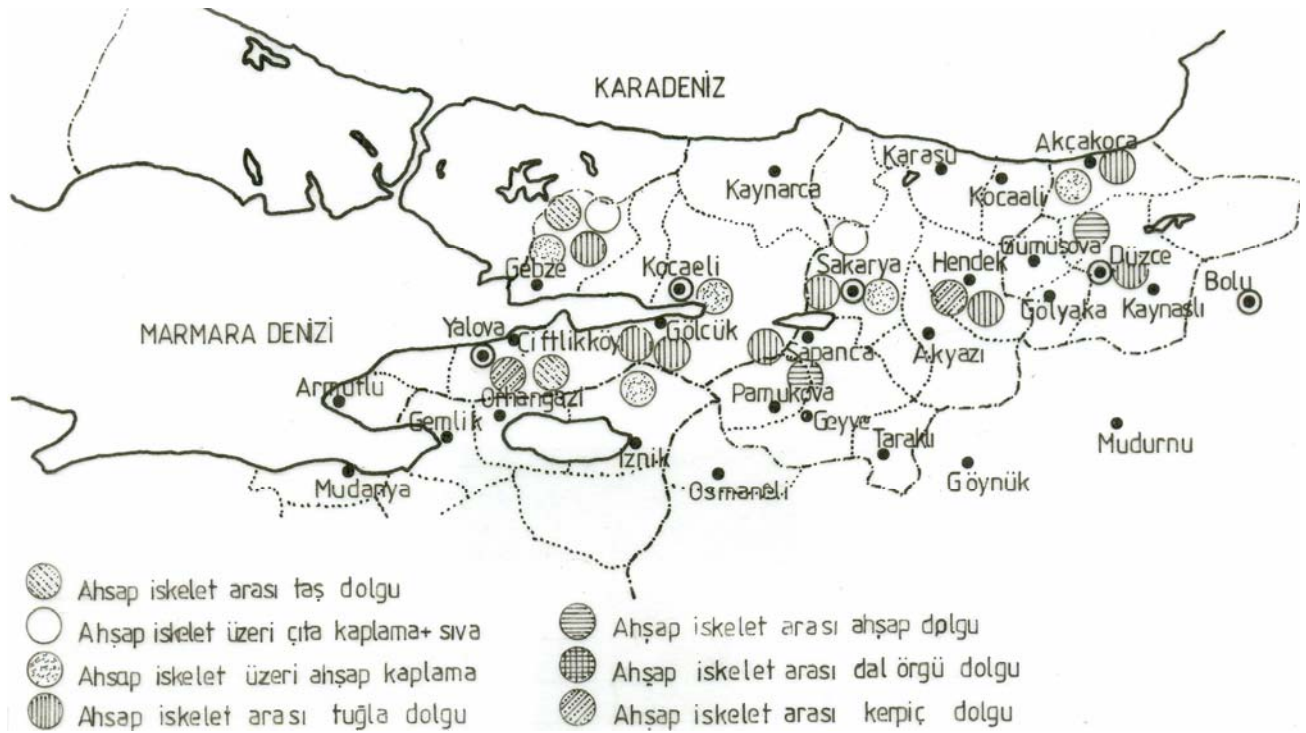 KARADENİZ
Akçakoca
Karasu
Kaynarca
Kocaali
Gümüşova
Gebze
Kocaeli
Sakarya
Hendek
Düzce
Bolu
Gölyaka
Kaynaşlı
MARMARA DENİZİ
Yalova
Çiftlikköy
Gölcük
Sapanca
Akyazı
Armutlu
Orhangazi
Pamukova
Gemlik
Geyve
Taraklı
Mudurnu
İznik
Mudanya
Osmaneli
Göynük
Ahşap iskelet arası taş dolgu
Ahşap iskelet üzeri çıta kaplama+ sıva
Ahşap iskelet üzeri ahşap kaplama
Ahşap iskelet arası tuğla dolgu
Ahşap iskelet arası ahşap dolgu
Ahşap iskelet arası dal örgü dolgu
Ahşap iskelet arası kerpiç dolgu